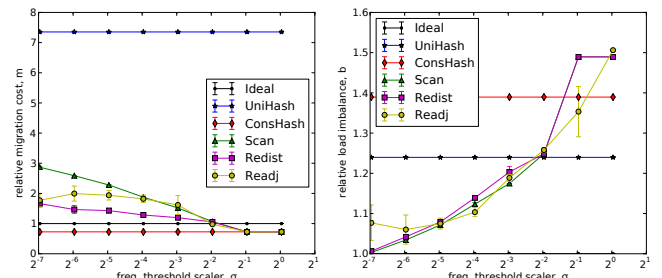 relative migration cost, m
8
7
6
5
4
3
2
1
0
Ideal
UniHash
ConsHash
Scan
Redist
Readj
2^-7 2^-6 2^-5 2^-4 2^-3 2^-2 2^-1 2^0 2^1
freq. threshold scaler, σ
relative load imbalance, b
1.6
1.5
1.4
1.3
1.2
1.1
1.0
Ideal
UniHash
ConsHash
Scan
Redist
Readj
2^-7 2^-6 2^-5 2^-4 2^-3 2^-2 2^-1 2^0 2^1
freq. threshold scaler, σ